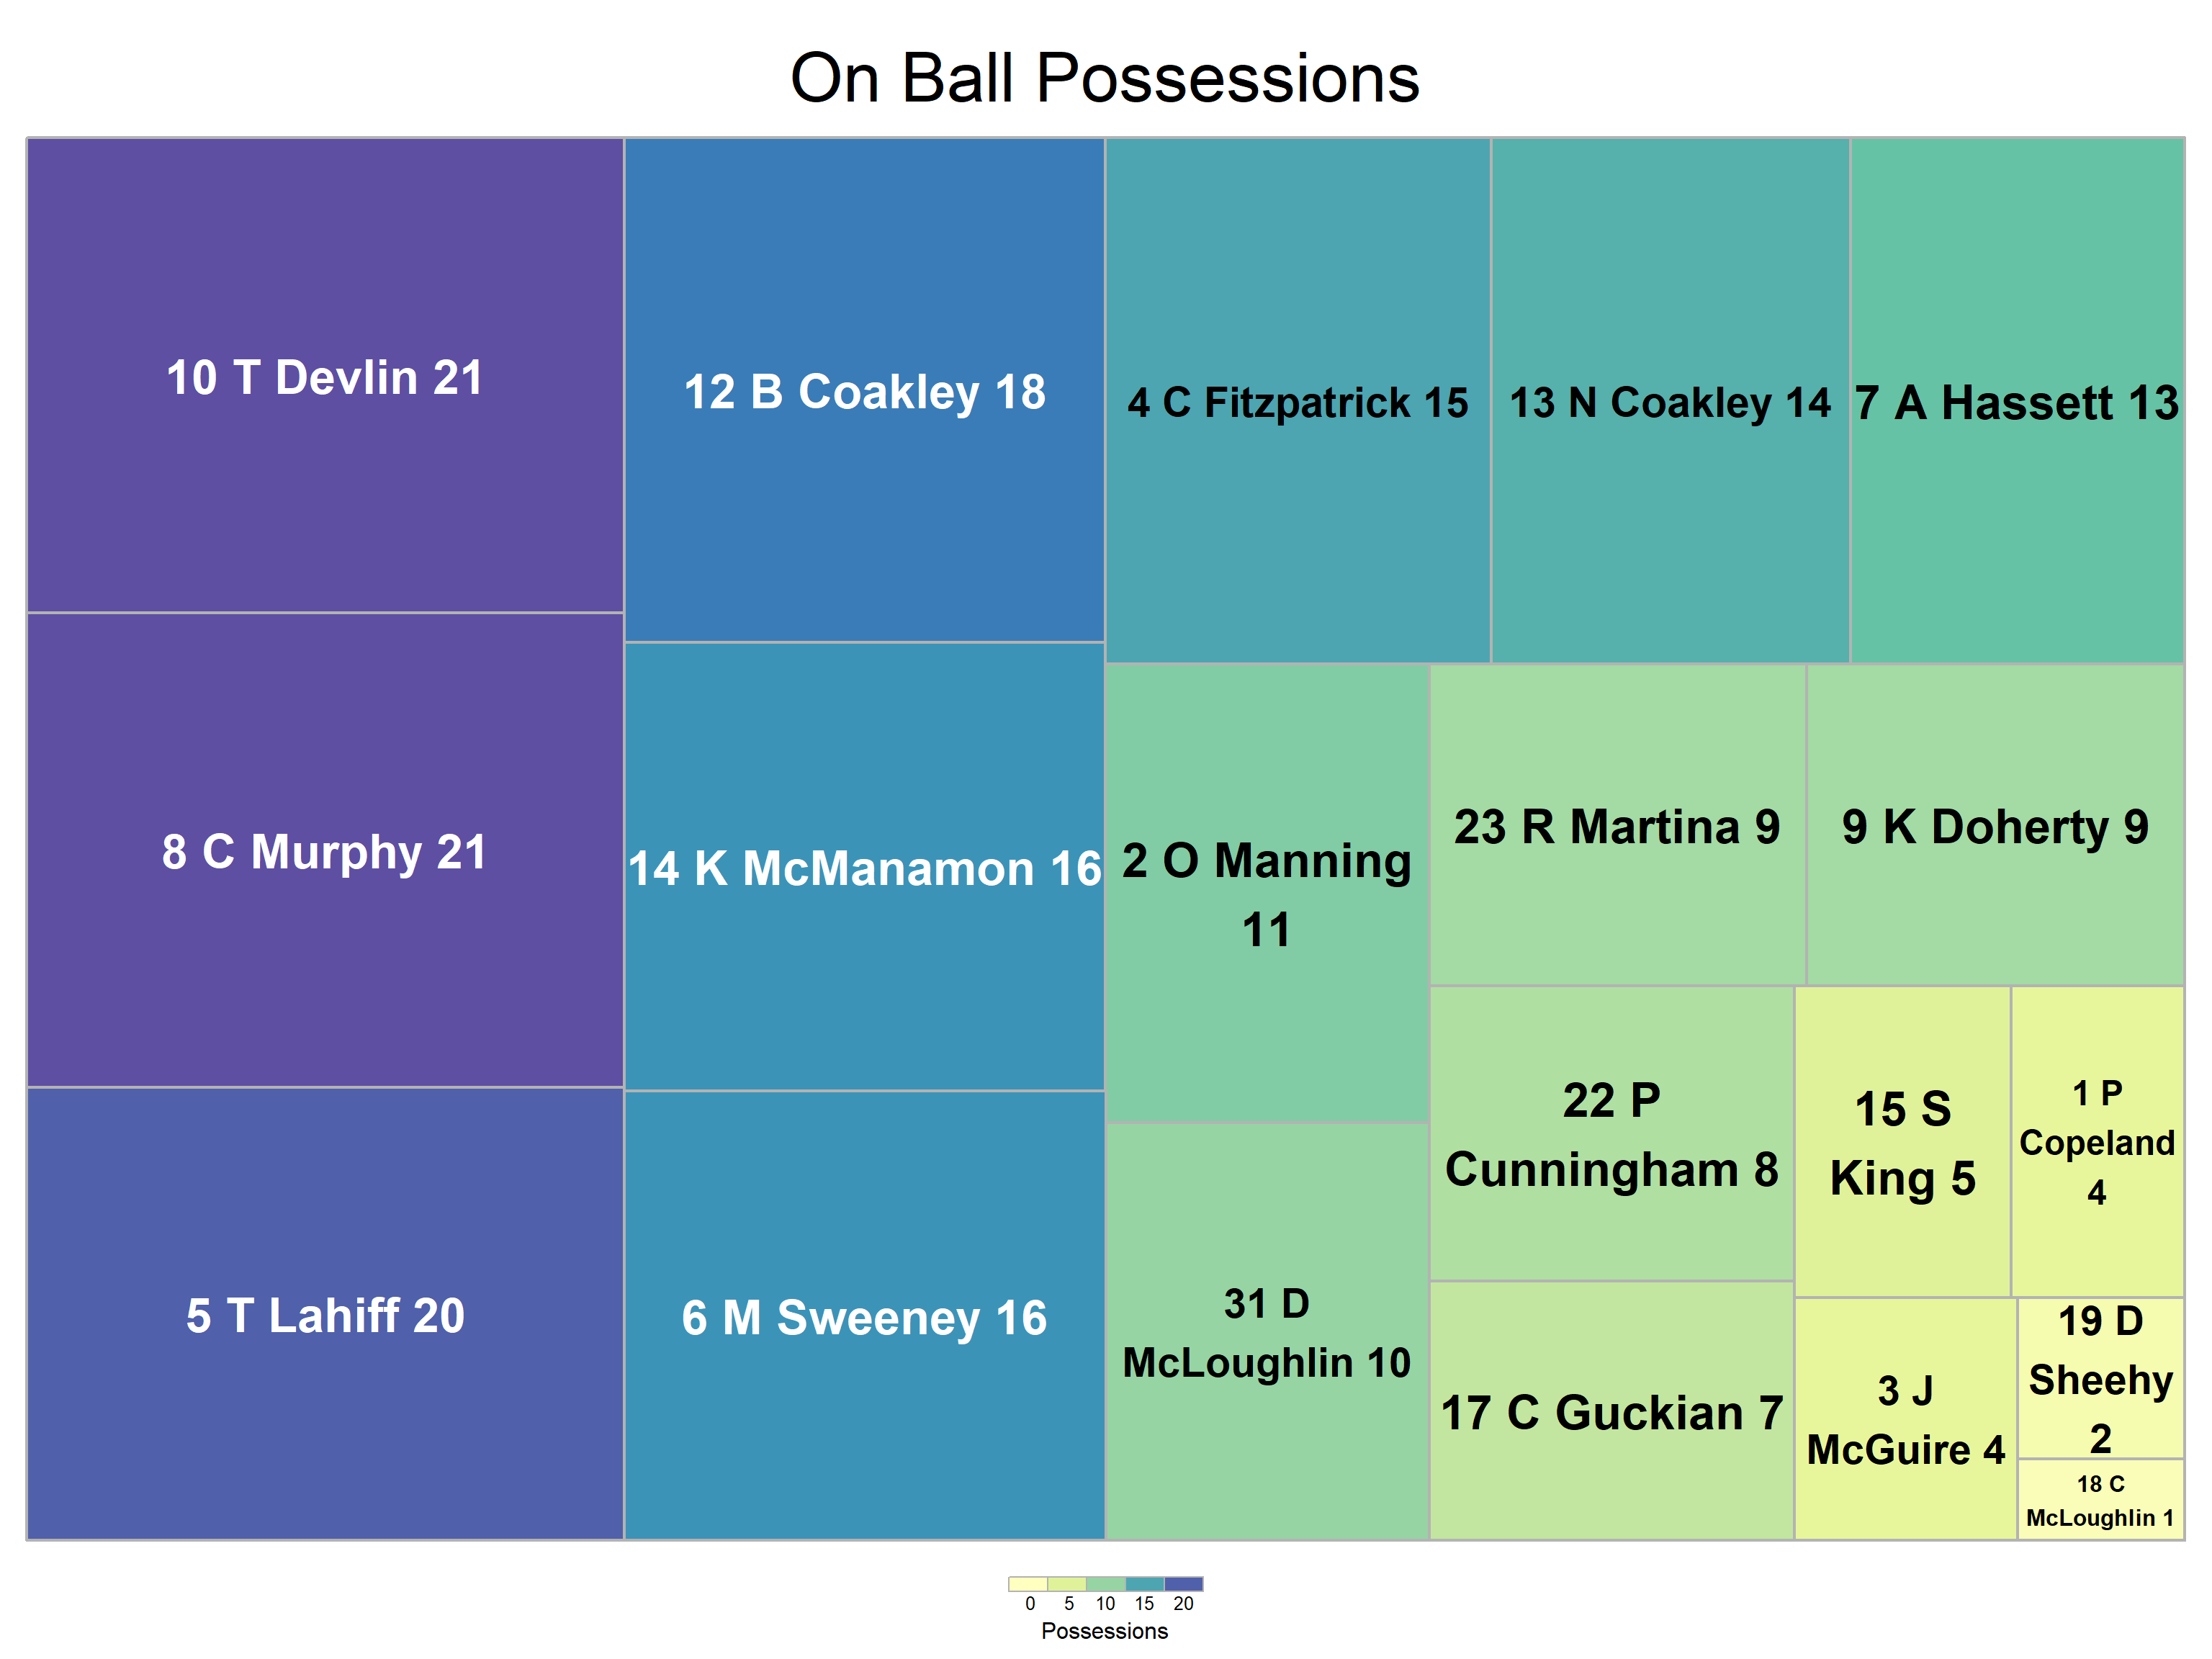 On Ball Possessions
10 T Devlin 21
8 C Murphy 21
5 T Lahiff 20
12 B Coakley 18
14 K McManamon 16
6 M Sweeney 16
4 C Fitzpatrick 15
13 N Coakley 14
7 A Hassett 13
2 O Manning
11
31 D
McLoughlin 10
23 R Martina 9
9 K Doherty 9
22 P
Cunningham 8
17 C Guckian 7
15 S
King 5
1 P
Copeland
4
3 J
McGuire 4
19 D
Sheehy
2
18 C
McLoughlin 1
0 5 10 15 20
Possessions